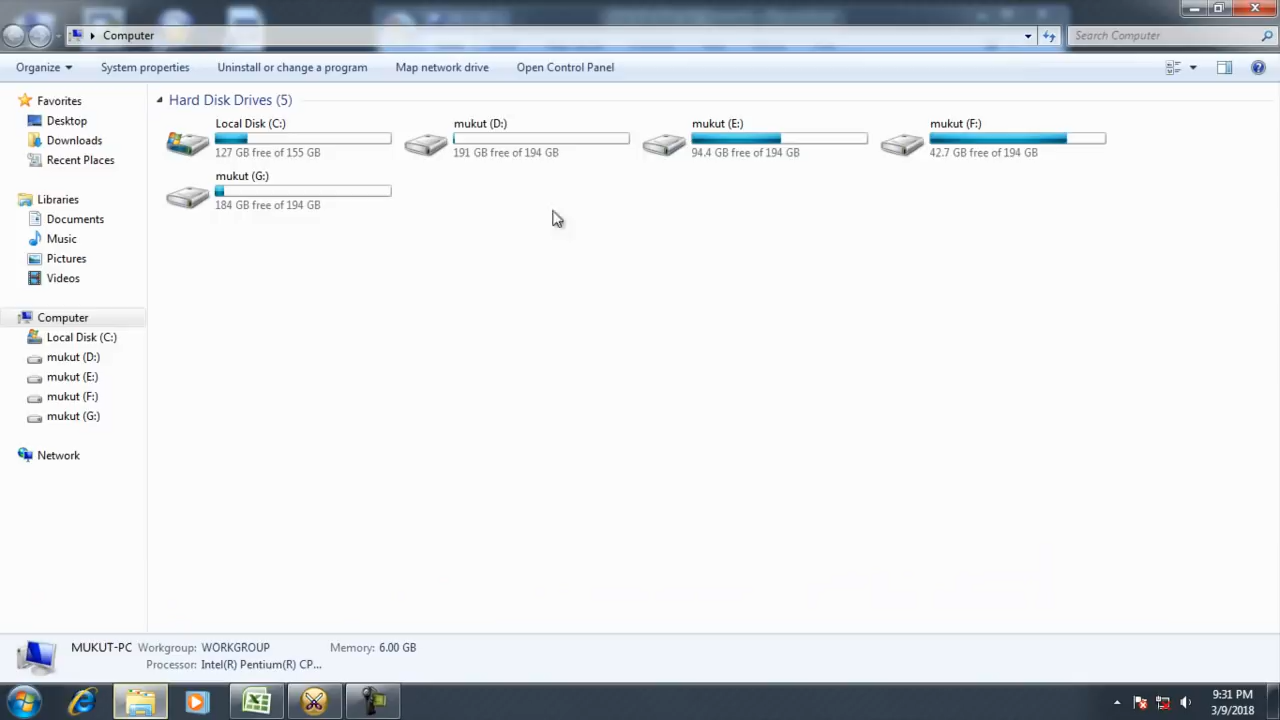 Computer
Search Computer
Organize
System properties
Uninstall or change a program
Map network drive
Open Control Panel
Favorites
Desktop
Downloads
Recent Places
Libraries
Documents
Music
Pictures
Videos
Computer
Local Disk (C:)
mukut (D:)
mukut (E:)
mukut (F:)
mukut (G:)
Network
Hard Disk Drives (5)
Local Disk (C:)
127 GB free of 155 GB
mukut (D:)
191 GB free of 194 GB
mukut (E:)
94.4 GB free of 194 GB
mukut (F:)
42.7 GB free of 194 GB
mukut (G:)
184 GB free of 194 GB
MUKUT-PC Workgroup: WORKGROUP Memory: 6.00 GB
Processor: Intel(R) Pentium(R) CP...
9:31 PM
3/9/2018